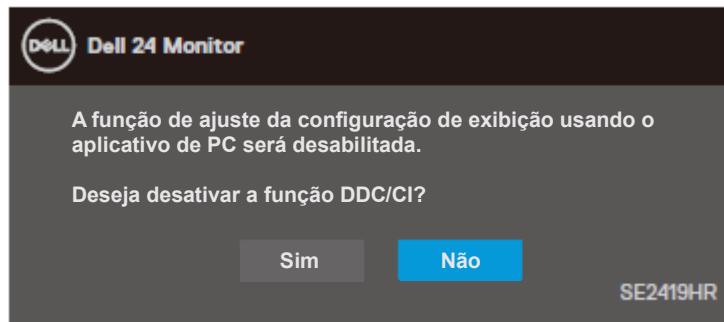 DELL Dell 24 Monitor
A função de ajuste da configuração de exibição usando o
aplicativo de PC será desabilitada.
Deseja desativar a função DDC/CI?
Sim Não
SE2419HR